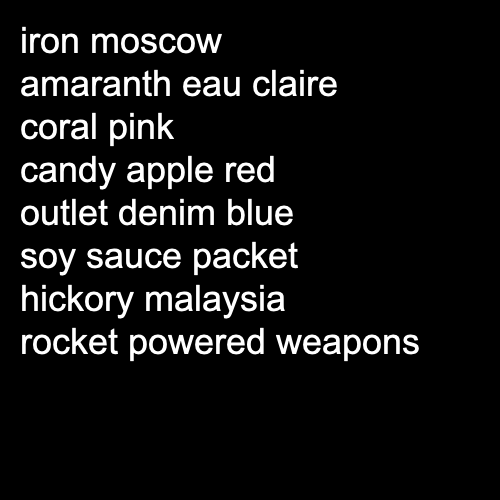 iron moscow
amaranth eau claire
coral pink
candy apple red
outlet denim blue
soy sauce packet
hickory malaysia
rocket powered weapons